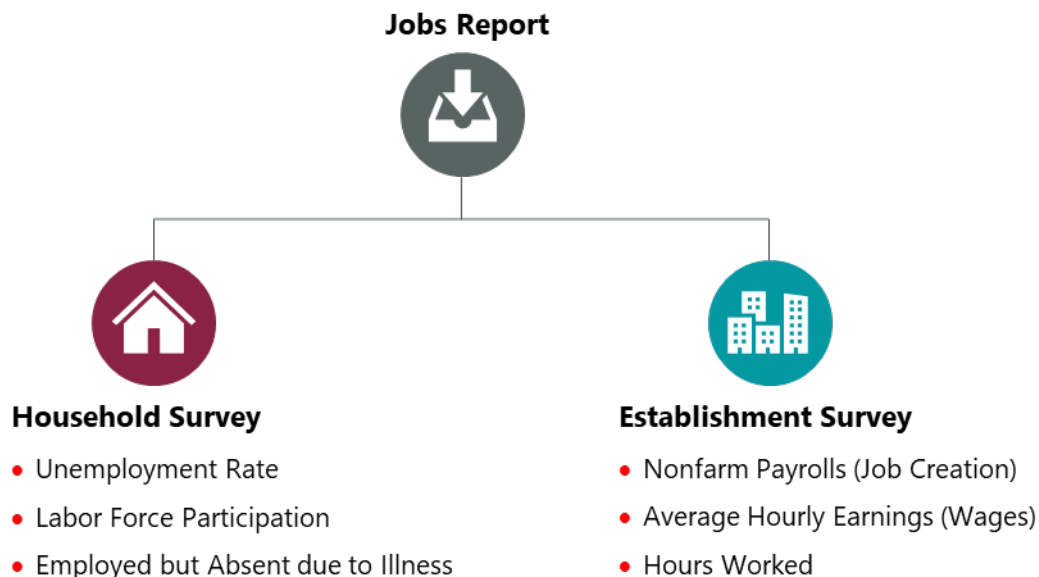 Jobs Report
Household Survey
• Unemployment Rate
• Labor Force Participation
• Employed but Absent due to Illness
Establishment Survey
• Nonfarm Payrolls (Job Creation)
• Average Hourly Earnings (Wages)
• Hours Worked